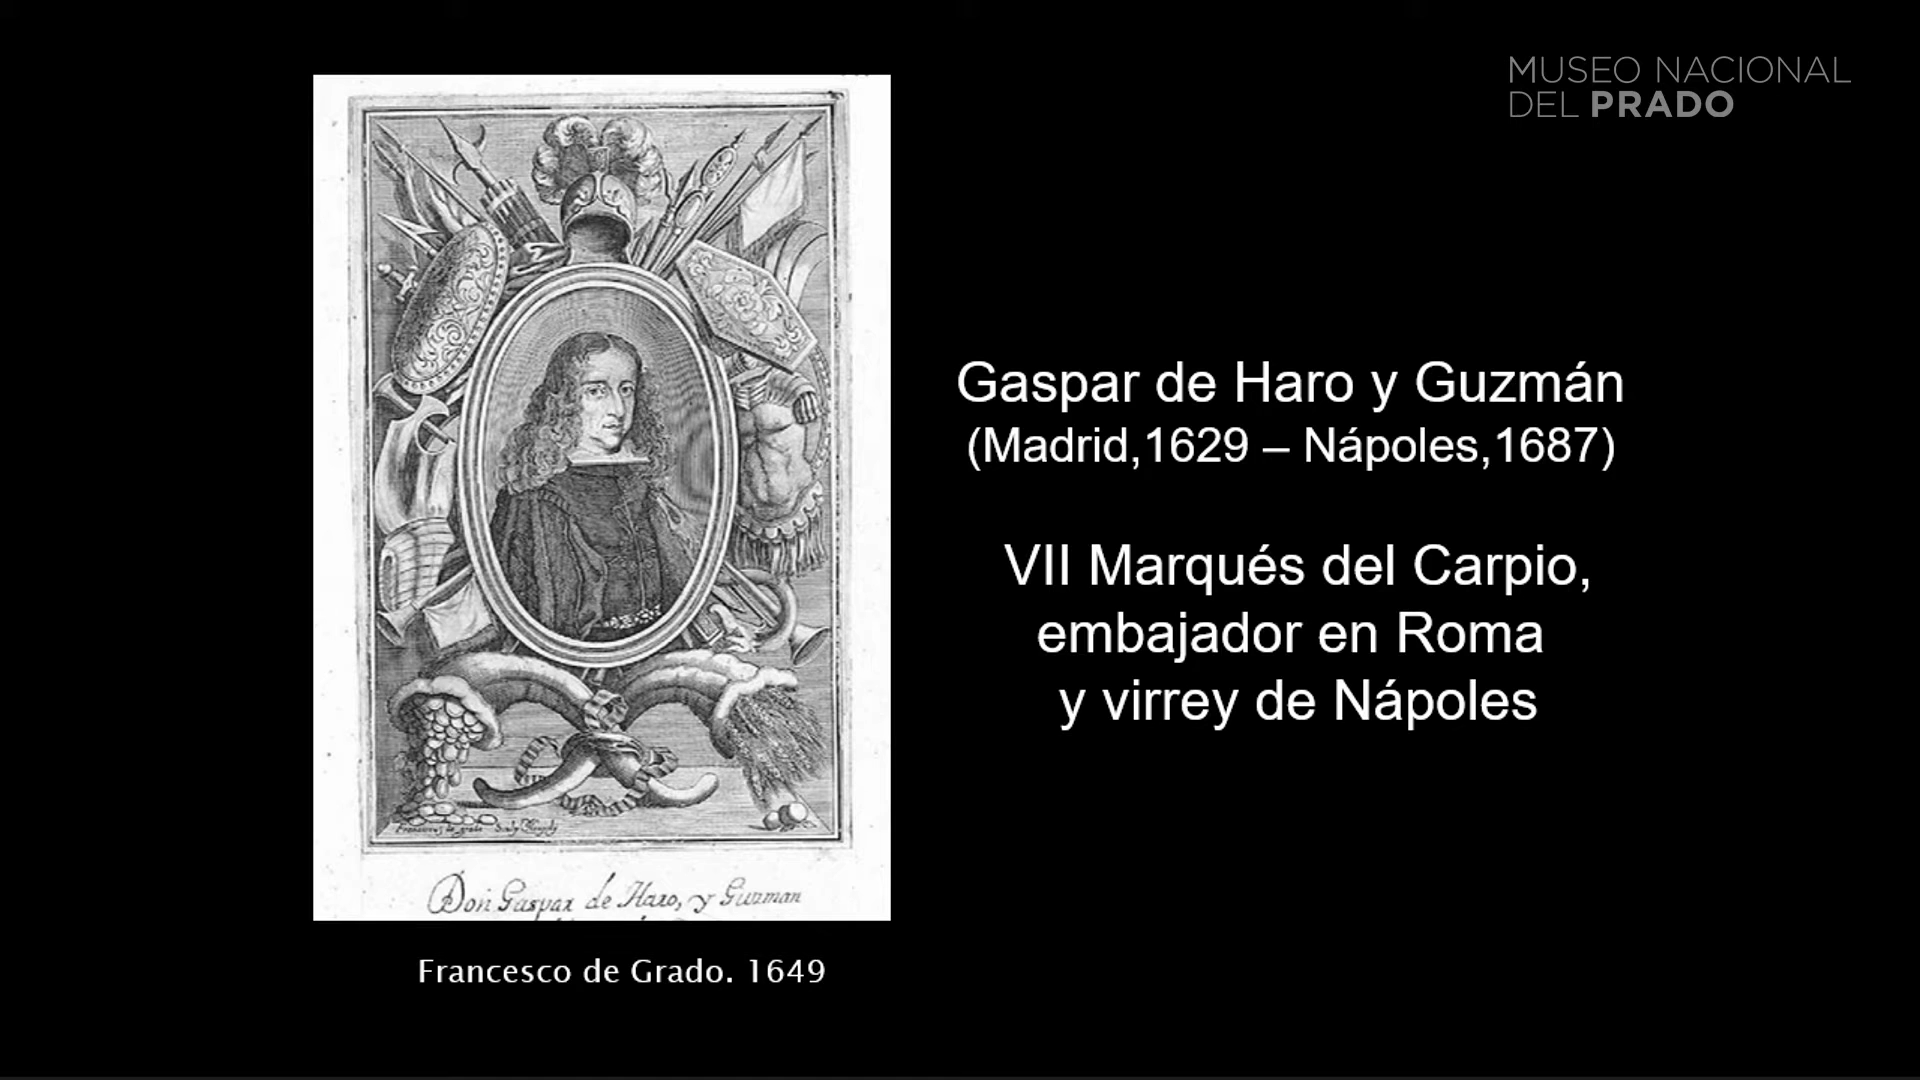 MUSEO NACIONAL
DEL PRADO
Gaspar de Haro y Guzmán
(Madrid,1629 – Nápoles,1687)
VII Marqués del Carpio,
embajador en Roma
y virrey de Nápoles
Don Gaspar de Haro, y Guzman
Francesco de Grado. 1649